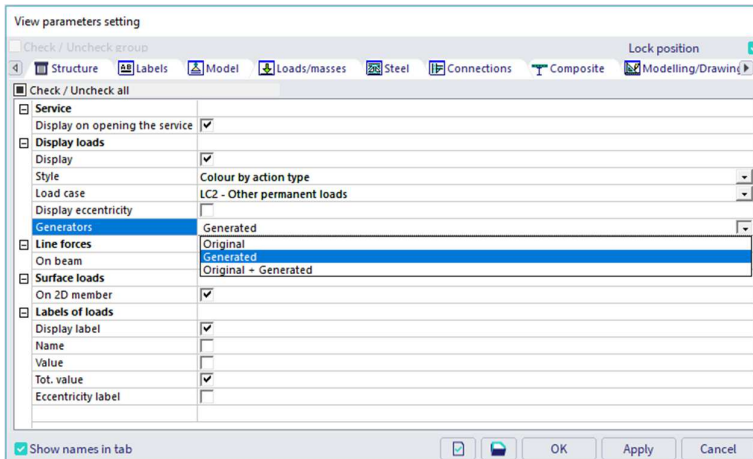 View parameters setting
Check / Uncheck group
Lock position
Structure Labels Model Loads/masses Steel Connections Composite Modelling/Drawing
Check / Uncheck all
Service
Display on opening the service
Display loads
Display
Style Colour by action type
Load case LC2 - Other permanent loads
Display eccentricity
Generators Generated
Original
Line forces
Generated
On beam
Original + Generated
Surface loads
On 2D member
Labels of loads
Display label
Name
Value
Tot. value
Eccentricity label
Show names in tab OK Apply Cancel